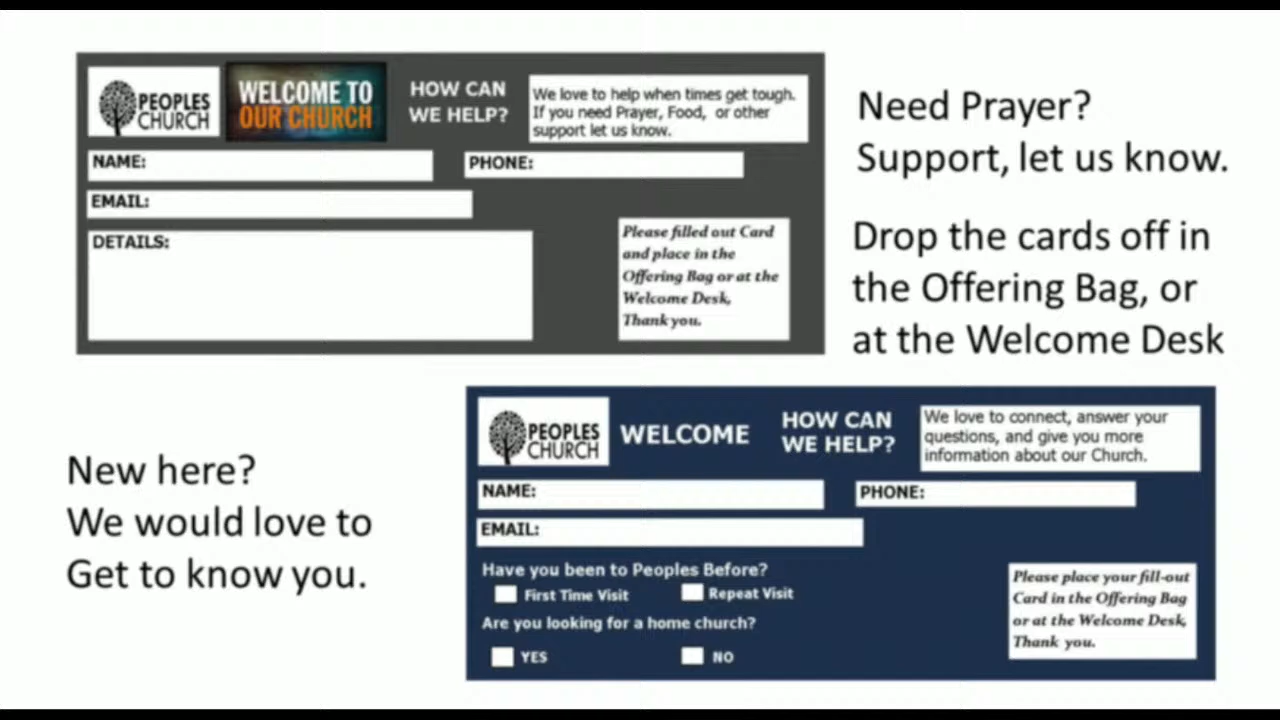 PEOPLES
CHURCH
WELCOME TO
OUR CHURCH
HOW CAN
WE HELP?
We love to help when times get tough.
If you need Prayer, Food, or other
support let us know.
NAME:
PHONE:
EMAIL:
DETAILS:
Please filled out Card
and place in the
Offering Bag or at the
Welcome Desk,
Thank you.
Need Prayer?
Support, let us know.
Drop the cards off in
the Offering Bag, or
at the Welcome Desk
New here?
We would love to
Get to know you.
PEOPLES
CHURCH
WELCOME
HOW CAN
WE HELP?
We love to connect, answer your
questions, and give you more
information about our Church.
NAME:
PHONE:
EMAIL:
Have you been to Peoples Before?
First Time Visit
Repeat Visit
Are you looking for a home church?
YES
NO
Please place your fill-out
Card in the Offering Bag
or at the Welcome Desk,
Thank you.